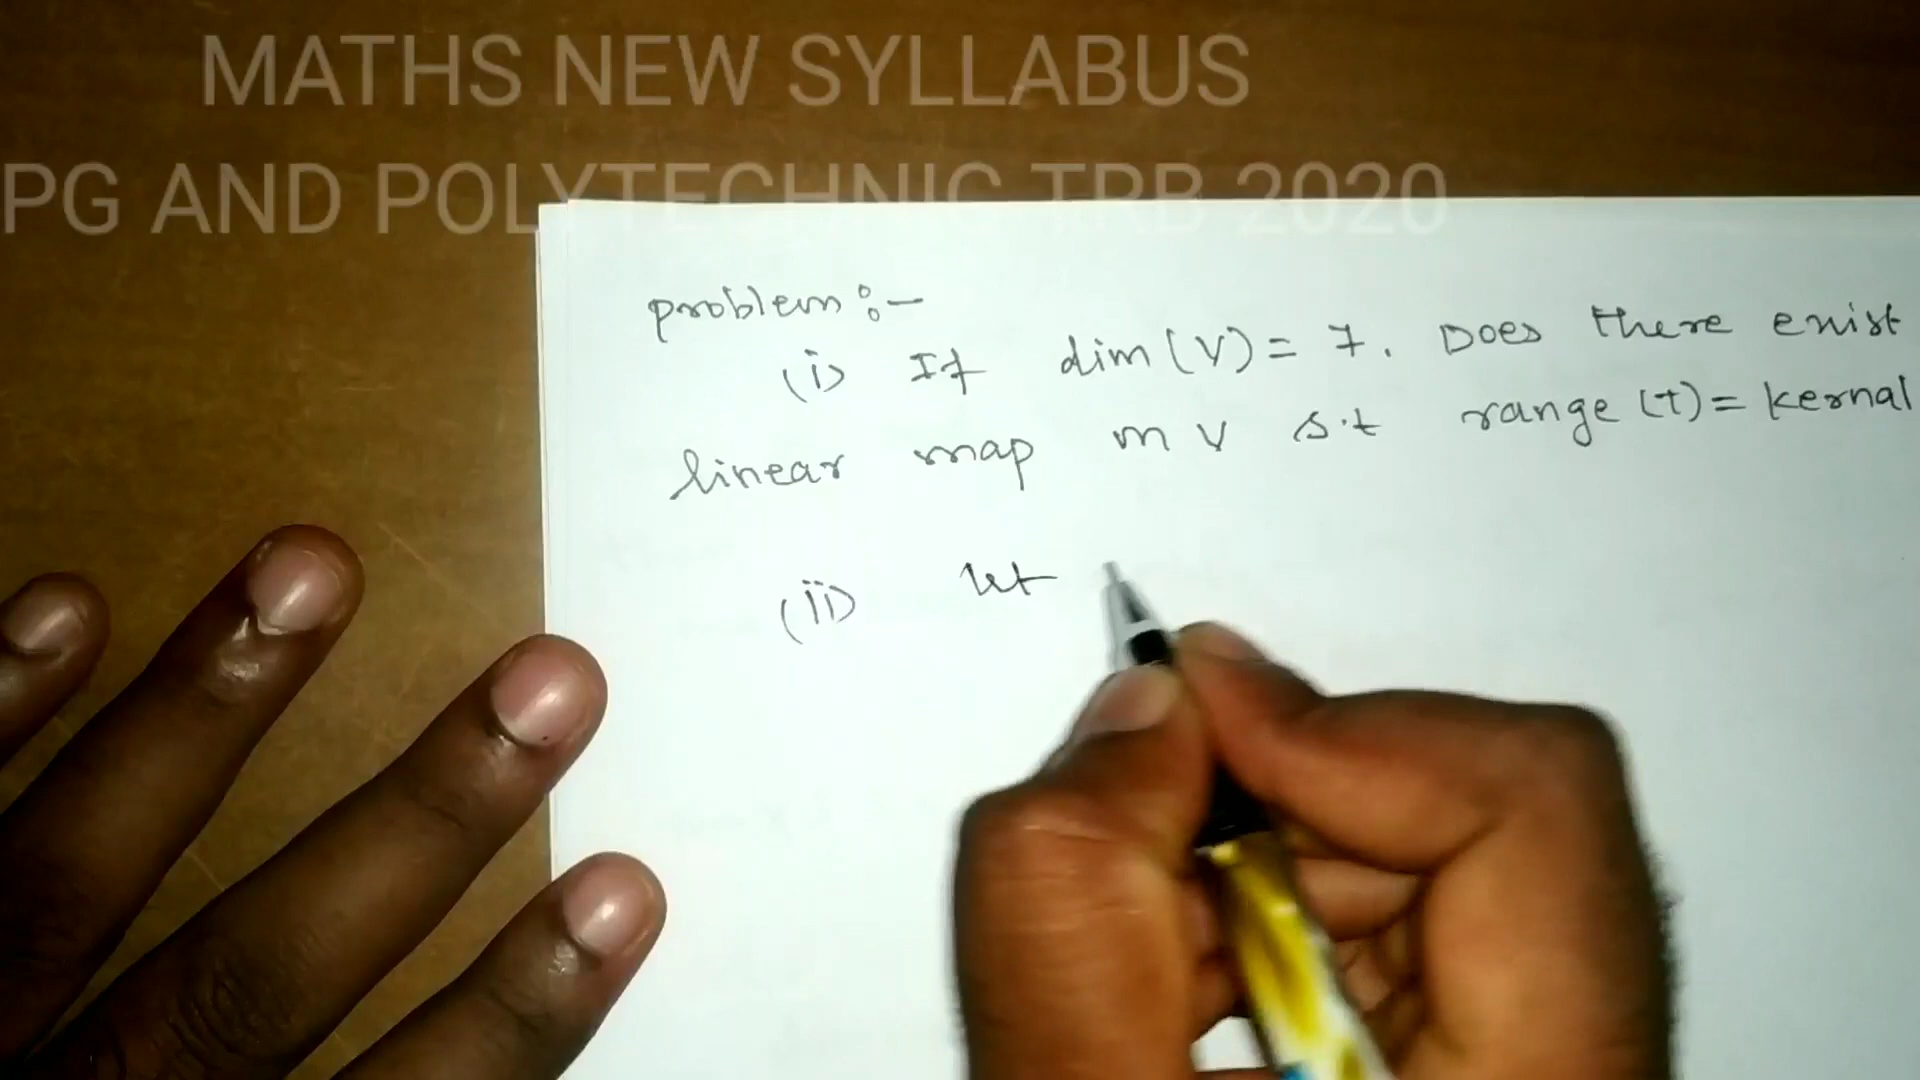 MATHS NEW SYLLABUS
PG AND POLYTECHNIC TRB 2020
problem:-
(i) If dim(V)= 7. Does there exist
linear map on V s.t range (T)= kernal
(ii) let